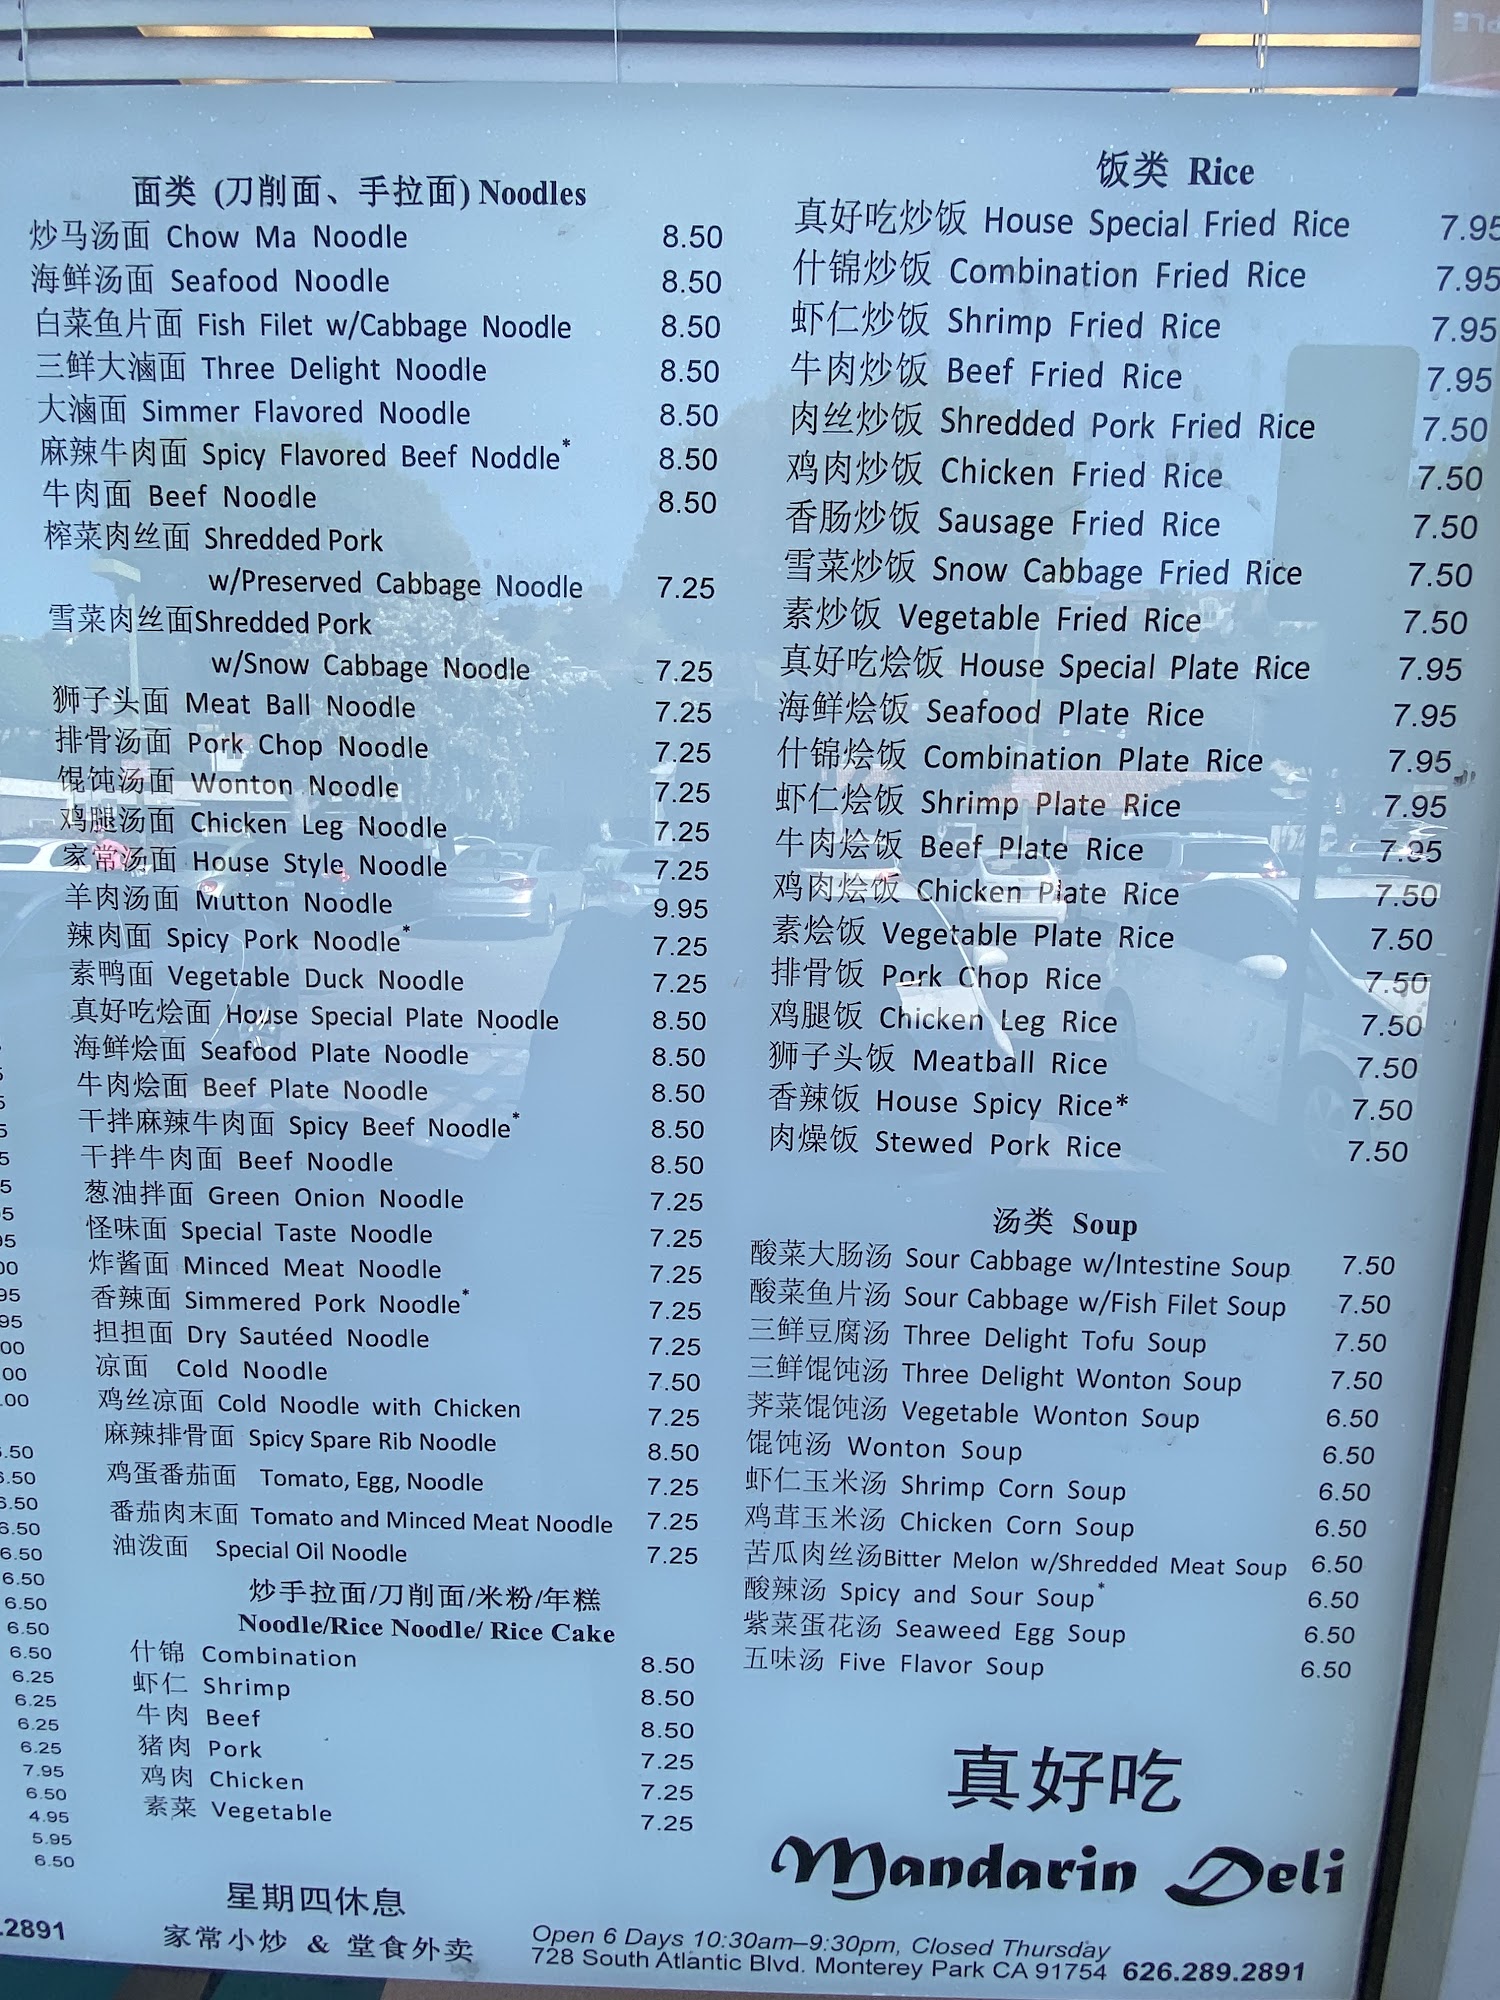 面类 (刀削面、手拉面) Noodles
炒马汤面 Chow Ma Noodle 8.50
海鲜汤面 Seafood Noodle 8.50
白菜鱼片面 Fish Filet w/Cabbage Noodle 8.50
三鲜大滷面 Three Delight Noodle 8.50
大滷面 Simmer Flavored Noodle 8.50
麻辣牛肉面 Spicy Flavored Beef Noddle* 8.50
牛肉面 Beef Noodle 8.50
榨菜肉丝面 Shredded Pork
w/Preserved Cabbage Noodle 7.25
雪菜肉丝面Shredded Pork
w/Snow Cabbage Noodle 7.25
狮子头面 Meat Ball Noodle 7.25
排骨汤面 Pork Chop Noodle 7.25
馄饨汤面 Wonton Noodle 7.25
鸡腿汤面 Chicken Leg Noodle 7.25
家常汤面 House Style Noodle 7.25
羊肉汤面 Mutton Noodle 9.95
辣肉面 Spicy Pork Noodle* 7.25
素鸭面 Vegetable Duck Noodle 7.25
真好吃烩面 House Special Plate Noodle 8.50
海鲜烩面 Seafood Plate Noodle 8.50
牛肉烩面 Beef Plate Noodle 8.50
干拌麻辣牛肉面 Spicy Beef Noodle* 8.50
干拌牛肉面 Beef Noodle 8.50
葱油拌面 Green Onion Noodle 7.25
怪味面 Special Taste Noodle 7.25
炸酱面 Minced Meat Noodle 7.25
香辣面 Simmered Pork Noodle* 7.25
担担面 Dry Sautéed Noodle 7.25
凉面 Cold Noodle 7.50
鸡丝凉面 Cold Noodle with Chicken 7.25
麻辣排骨面 Spicy Spare Rib Noodle 8.50
鸡蛋番茄面 Tomato, Egg, Noodle 7.25
番茄肉末面 Tomato and Minced Meat Noodle 7.25
油泼面 Special Oil Noodle 7.25
炒手拉面/刀削面/米粉/年糕
Noodle/Rice Noodle/ Rice Cake
什锦 Combination 8.50
虾仁 Shrimp 8.50
牛肉 Beef 8.50
猪肉 Pork 7.25
鸡肉 Chicken 7.25
素菜 Vegetable 7.25
星期四休息
家常小炒 & 堂食外卖
饭类 Rice
真好吃炒饭 House Special Fried Rice 7.95
什锦炒饭 Combination Fried Rice 7.95
虾仁炒饭 Shrimp Fried Rice 7.95
牛肉炒饭 Beef Fried Rice 7.95
肉丝炒饭 Shredded Pork Fried Rice 7.50
鸡肉炒饭 Chicken Fried Rice 7.50
香肠炒饭 Sausage Fried Rice 7.50
雪菜炒饭 Snow Cabbage Fried Rice 7.50
素炒饭 Vegetable Fried Rice 7.50
真好吃烩饭 House Special Plate Rice 7.95
海鲜烩饭 Seafood Plate Rice 7.95
什锦烩饭 Combination Plate Rice 7.95
虾仁烩饭 Shrimp Plate Rice 7.95
牛肉烩饭 Beef Plate Rice 7.95
鸡肉烩饭 Chicken Plate Rice 7.50
素烩饭 Vegetable Plate Rice 7.50
排骨饭 Pork Chop Rice 7.50
鸡腿饭 Chicken Leg Rice 7.50
狮子头饭 Meatball Rice 7.50
香辣饭 House Spicy Rice* 7.50
肉燥饭 Stewed Pork Rice 7.50
汤类 Soup
酸菜大肠汤 Sour Cabbage w/Intestine Soup 7.50
酸菜鱼片汤 Sour Cabbage w/Fish Filet Soup 7.50
三鲜豆腐汤 Three Delight Tofu Soup 7.50
三鲜馄饨汤 Three Delight Wonton Soup 7.50
荠菜馄饨汤 Vegetable Wonton Soup 6.50
馄饨汤 Wonton Soup 6.50
虾仁玉米汤 Shrimp Corn Soup 6.50
鸡茸玉米汤 Chicken Corn Soup 6.50
苦瓜肉丝汤Bitter Melon w/Shredded Meat Soup 6.50
酸辣汤 Spicy and Sour Soup* 6.50
紫菜蛋花汤 Seaweed Egg Soup 6.50
五味汤 Five Flavor Soup 6.50
真好吃
Mandarin Deli
Open 6 Days 10:30am–9:30pm, Closed Thursday
728 South Atlantic Blvd. Monterey Park CA 91754 626.289.2891
6.50
6.50
6.50
6.50
6.25
6.25
6.25
6.25
7.95
6.50
4.95
5.95
6.50
.2891